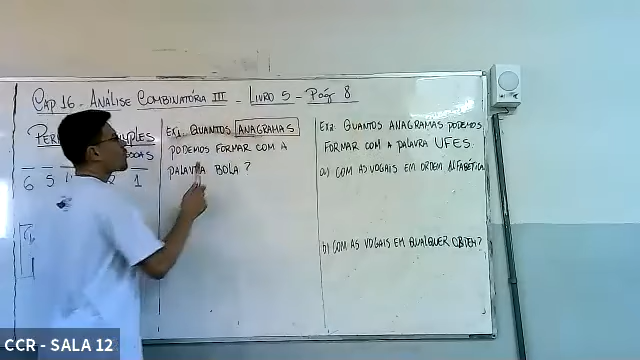 CAP 16 - ANÁLISE COMBINATÓRIA III - LIVRO 5 - Pág 8
6 5 2 1
EX1. QUANTOS ANAGRAMAS
PODEMOS FORMAR COM A
PALAVRA BOLA?
EX2. QUANTOS ANAGRAMAS PODEMOS
FORMAR COM A PALAVRA UFES.
a) COM AS VOGAIS EM ORDEM ALFABÉTICA
b) COM AS VOGAIS EM QUALQUER ORDEM?
CCR - SALA 12